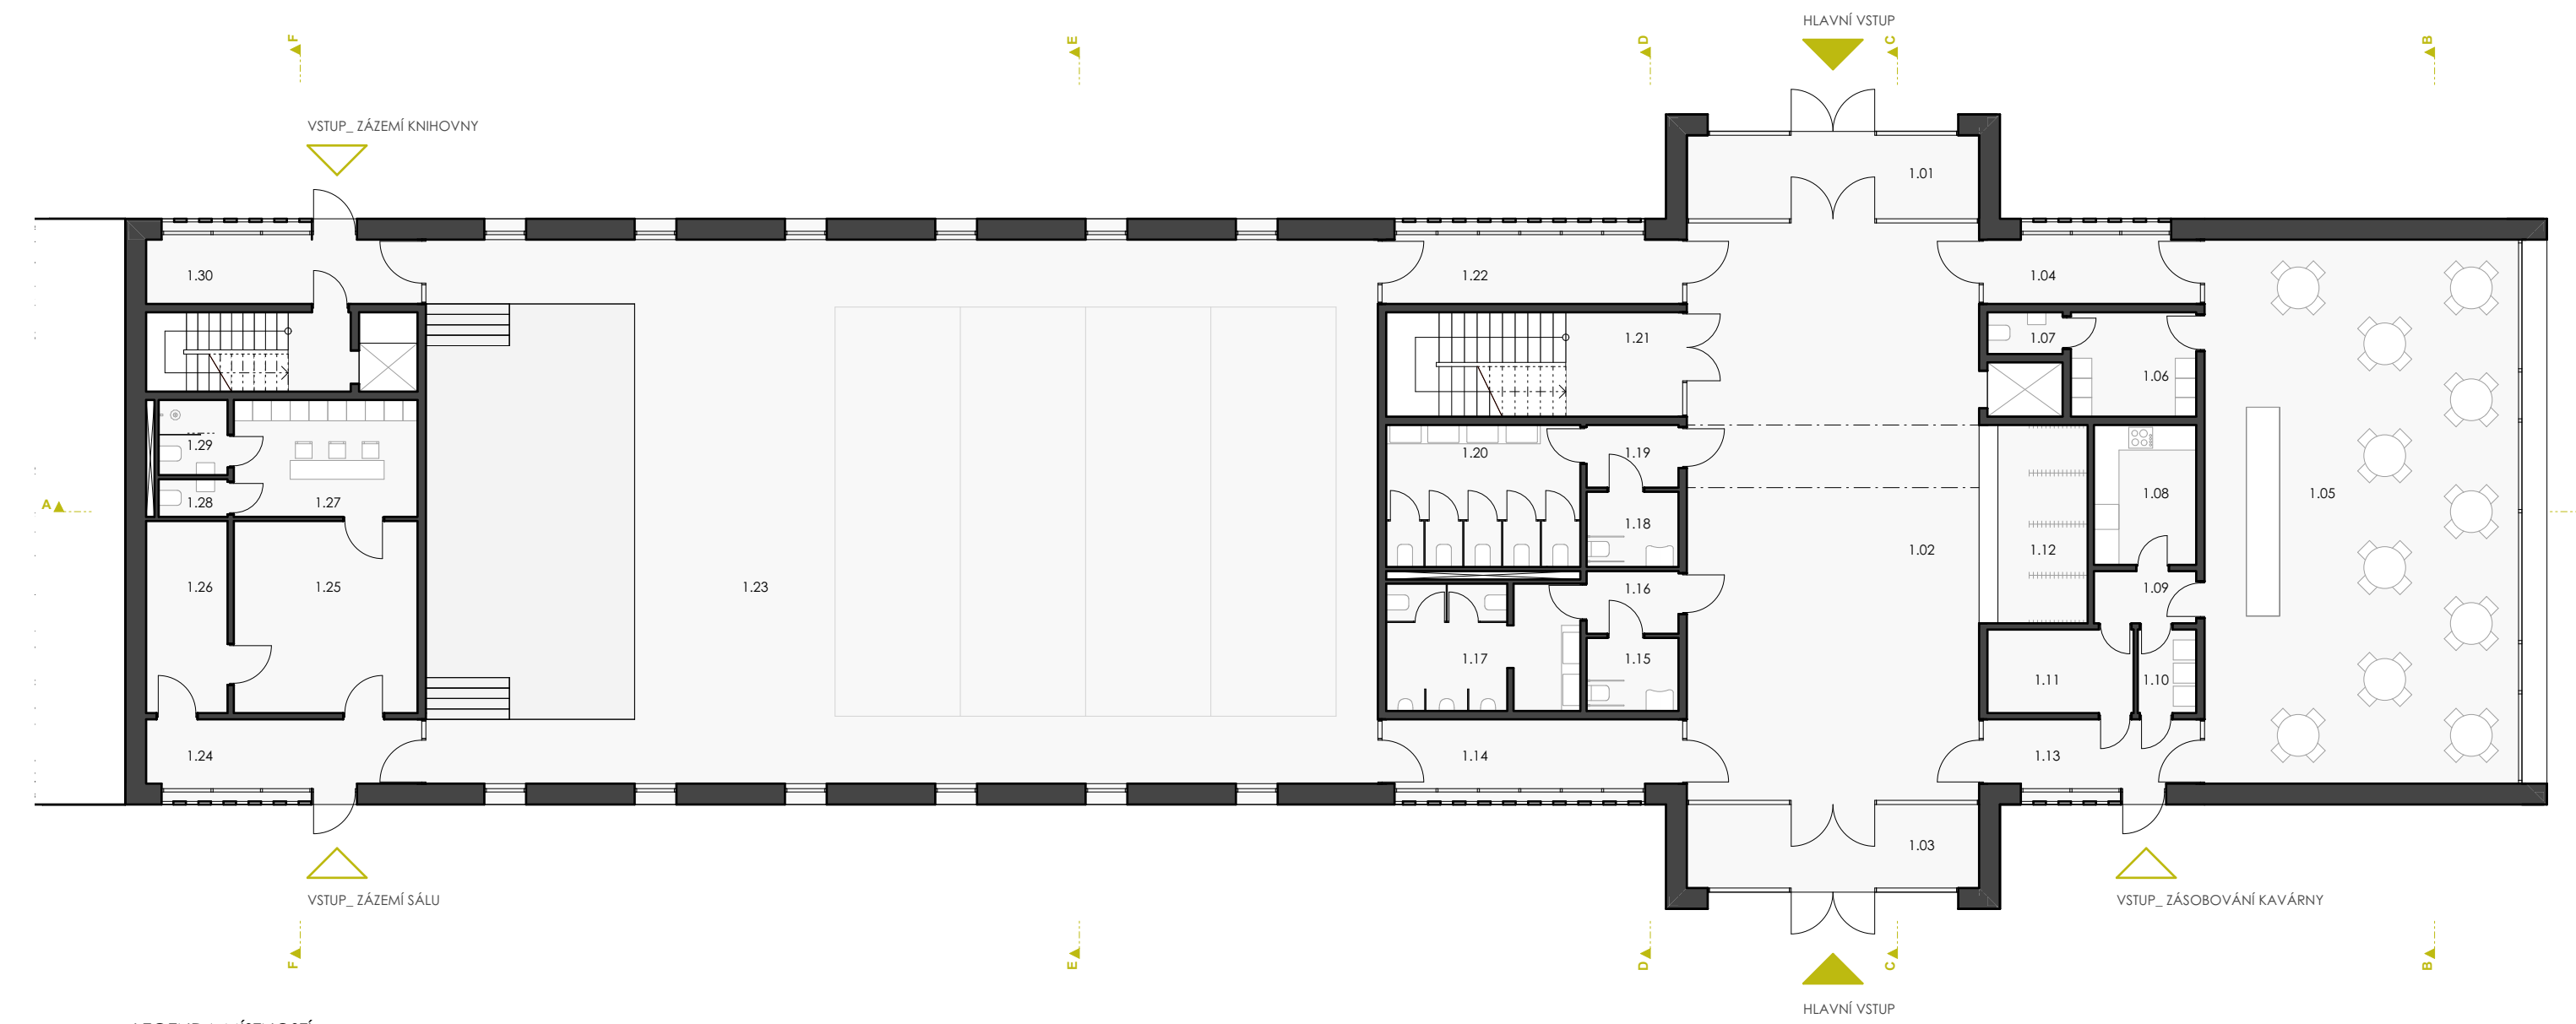 HLAVNÍ VSTUP
F E D C B
VSTUP_ ZÁZEMÍ KNIHOVNY
1.01
1.30 1.22 1.04
1.21 1.07
1.06
1.29 1.20 1.19
1.28 1.27 1.08 1.05
A
1.18
1.02 1.12
1.26 1.25 1.23 1.16 1.09
1.17 1.15
1.11 1.10
1.24 1.14 1.13
1.03
VSTUP_ ZÁZEMÍ SÁLU VSTUP_ ZÁSOBOVÁNÍ KAVÁRNY
F E D C B
HLAVNÍ VSTUP